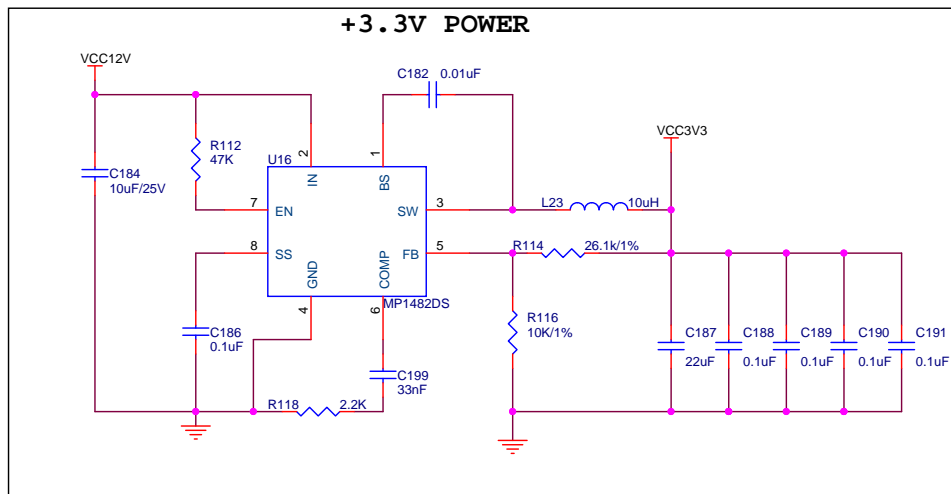 +3.3V POWER
VCC12V
C182 0.01uF
VCC3V3
R112
47K
U16
2
1
IN
BS
C184
10uF/25V
L23 10uH
7
EN
SW
3
8
SS
FB
5
R114 26.1k/1%
GND
COMP
MP1482DS
4
6
R116
10K/1%
C186
0.1uF
C187
22uF
C188
0.1uF
C189
0.1uF
C190
0.1uF
C191
0.1uF
C199
33nF
R118 2.2K